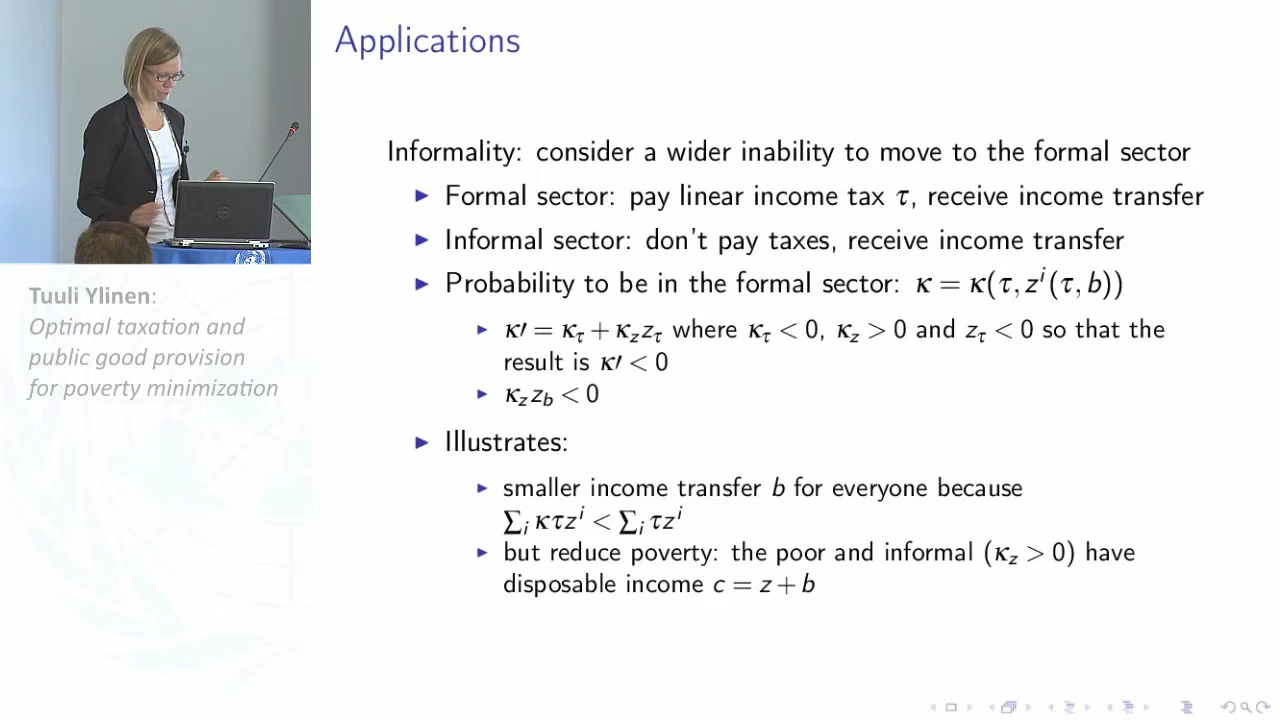 Applications
Informality: consider a wider inability to move to the formal sector
▶ Formal sector: pay linear income tax τ, receive income transfer
▶ Informal sector: don't pay taxes, receive income transfer
▶ Probability to be in the formal sector: κ = κ(τ, zⁱ(τ, b))
▶ κ′ = κ_τ + κ_z z_τ where κ_τ < 0, κ_z > 0 and z_τ < 0 so that the
result is κ′ < 0
▶ κ_z z_b < 0
▶ Illustrates:
▶ smaller income transfer b for everyone because
∑ᵢ κτzⁱ < ∑ᵢ τzⁱ
▶ but reduce poverty: the poor and informal (κ_z > 0) have
disposable income c = z + b
Tuuli Ylinen:
Optimal taxation and
public good provision
for poverty minimization